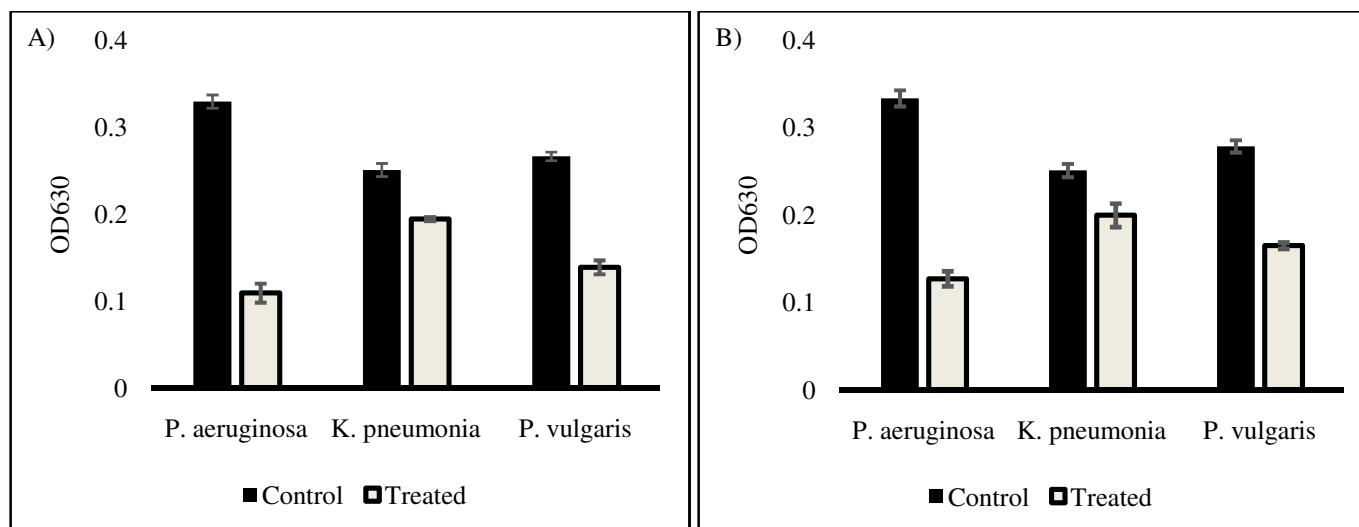 A)
0.4
0.3
0.2
0.1
0
OD630
P. aeruginosa K. pneumonia P. vulgaris
Control Treated
B)
0.4
0.3
0.2
0.1
0
OD630
P. aeruginosa K. pneumonia P. vulgaris
Control Treated